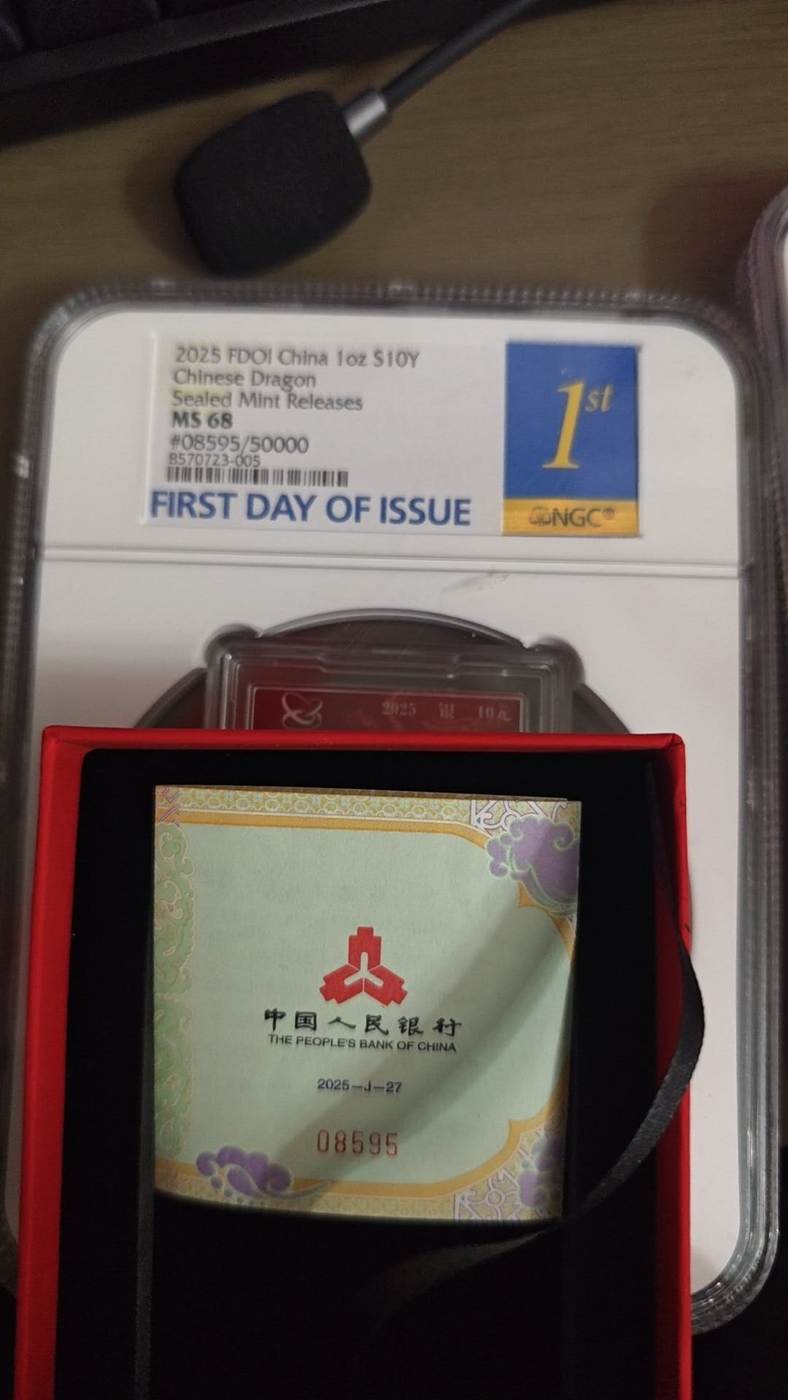 2025 FDOI China 1oz S10Y
Chinese Dragon
Sealed Mint Releases
MS 68
#08595/50000
8570723-005
FIRST DAY OF ISSUE
1st
NGC®
2025 银 10元
中国人民银行
THE PEOPLE'S BANK OF CHINA
2025-J-27
08595